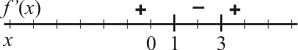 f'(x) + − +
x 0 1 3